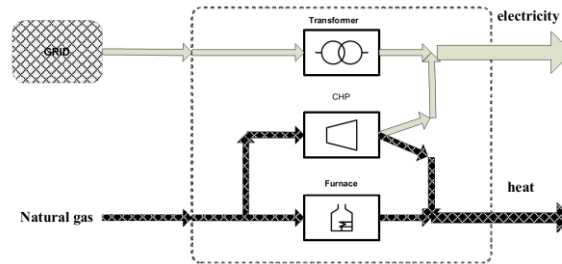 Transformer
electricity
GRID
CHP
Furnace
heat
Natural gas